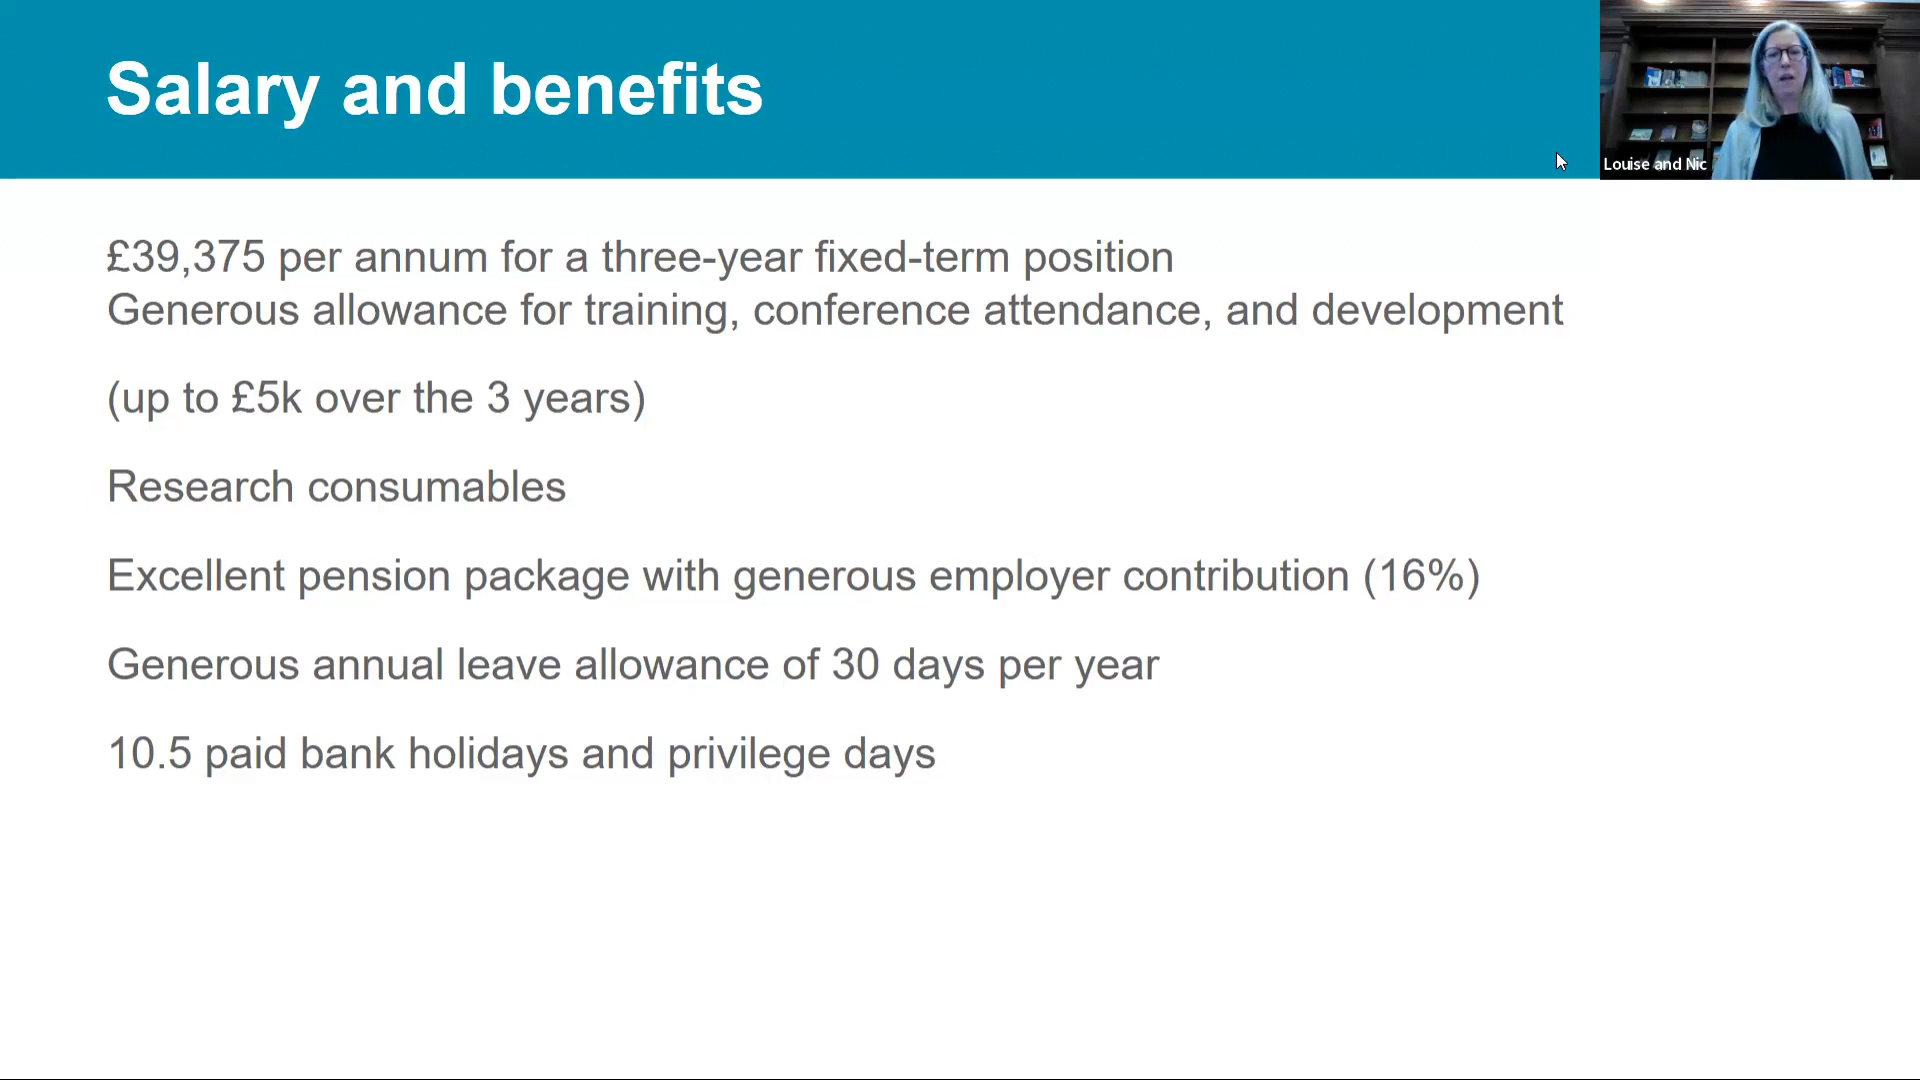 Salary and benefits
Louise and Nic
£39,375 per annum for a three-year fixed-term position
Generous allowance for training, conference attendance, and development
(up to £5k over the 3 years)
Research consumables
Excellent pension package with generous employer contribution (16%)
Generous annual leave allowance of 30 days per year
10.5 paid bank holidays and privilege days